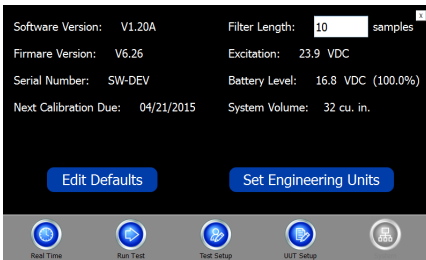 x
Software Version: V1.20A Filter Length: 10 samples
Firmare Version: V6.26 Excitation: 23.9 VDC
Serial Number: SW-DEV Battery Level: 16.8 VDC (100.0%)
Next Calibration Due: 04/21/2015 System Volume: 32 cu. in.
Edit Defaults Set Engineering Units
Real Time Run Test Test Setup UUT Setup